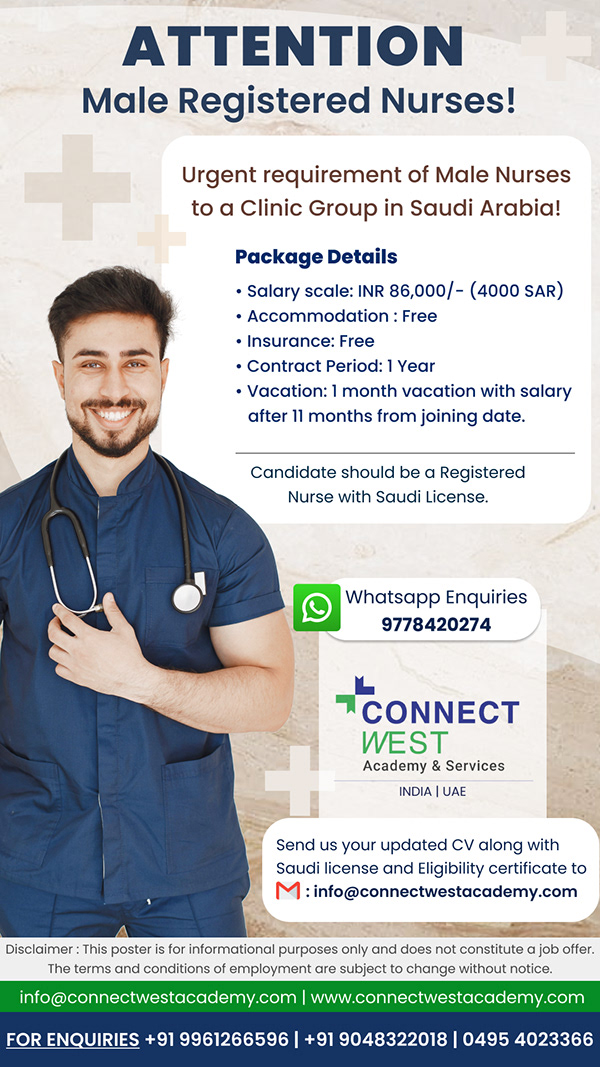 ATTENTION
Male Registered Nurses!
Urgent requirement of Male Nurses
to a Clinic Group in Saudi Arabia!
Package Details
• Salary scale: INR 86,000/- (4000 SAR)
• Accommodation : Free
• Insurance: Free
• Contract Period: 1 Year
• Vacation: 1 month vacation with salary
after 11 months from joining date.
Candidate should be a Registered
Nurse with Saudi License.
Whatsapp Enquiries
9778420274
CONNECT
WEST
Academy & Services
INDIA | UAE
Send us your updated CV along with
Saudi license and Eligibility certificate to
: info@connectwestacademy.com
Disclaimer : This poster is for informational purposes only and does not constitute a job offer.
The terms and conditions of employment are subject to change without notice.
info@connectwestacademy.com | www.connectwestacademy.com
FOR ENQUIRIES +91 9961266596 | +91 9048322018 | 0495 4023366